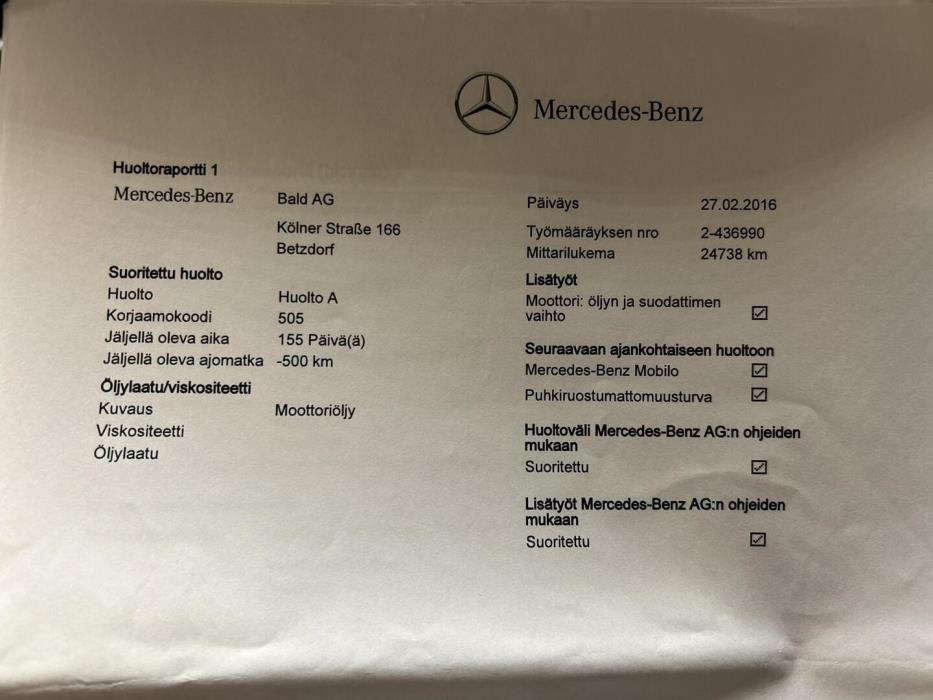 Mercedes-Benz
Huoltoraportti 1
Mercedes-Benz Bald AG
Kölner Straße 166
Betzdorf
Suoritettu huolto
Huolto Huolto A
Korjaamokoodi 505
Jäljellä oleva aika 155 Päivä(ä)
Jäljellä oleva ajomatka -500 km
Öljylaatu/viskositeetti
Kuvaus Moottoriöljy
Viskositeetti
Öljylaatu
Päiväys 27.02.2016
Työmääräyksen nro 2-436990
Mittarilukema 24738 km
Lisätyöt
Moottori: öljyn ja suodattimen
vaihto ☑
Seuraavaan ajankohtaiseen huoltoon
Mercedes-Benz Mobilo ☑
Puhkiruostumattomuusturva ☑
Huoltoväli Mercedes-Benz AG:n ohjeiden
mukaan
Suoritettu ☑
Lisätyöt Mercedes-Benz AG:n ohjeiden
mukaan
Suoritettu ☑